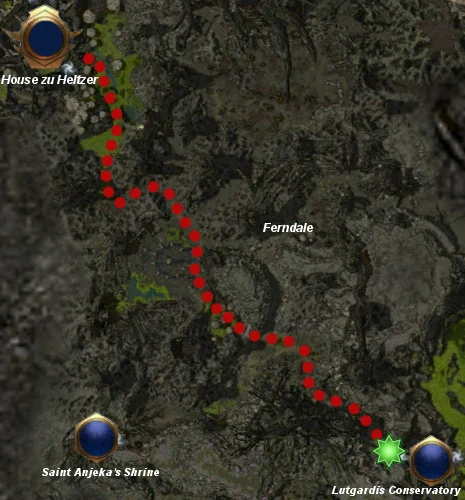 House zu Heltzer
Ferndale
Saint Anjeka's Shrine
Lutgardis Conservatory